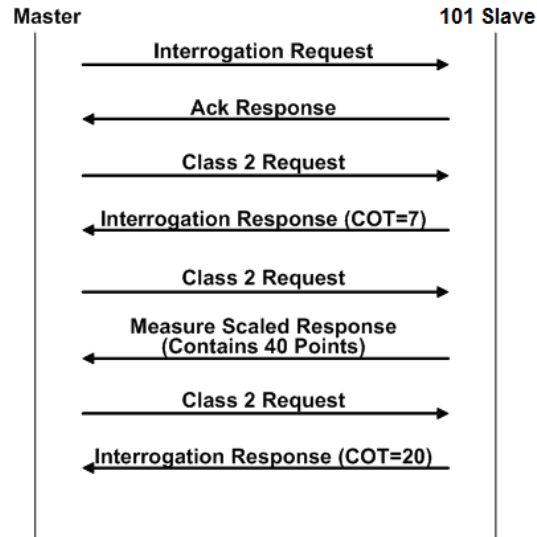 Master
101 Slave
Interrogation Request
Ack Response
Class 2 Request
Interrogation Response (COT=7)
Class 2 Request
Measure Scaled Response
(Contains 40 Points)
Class 2 Request
Interrogation Response (COT=20)